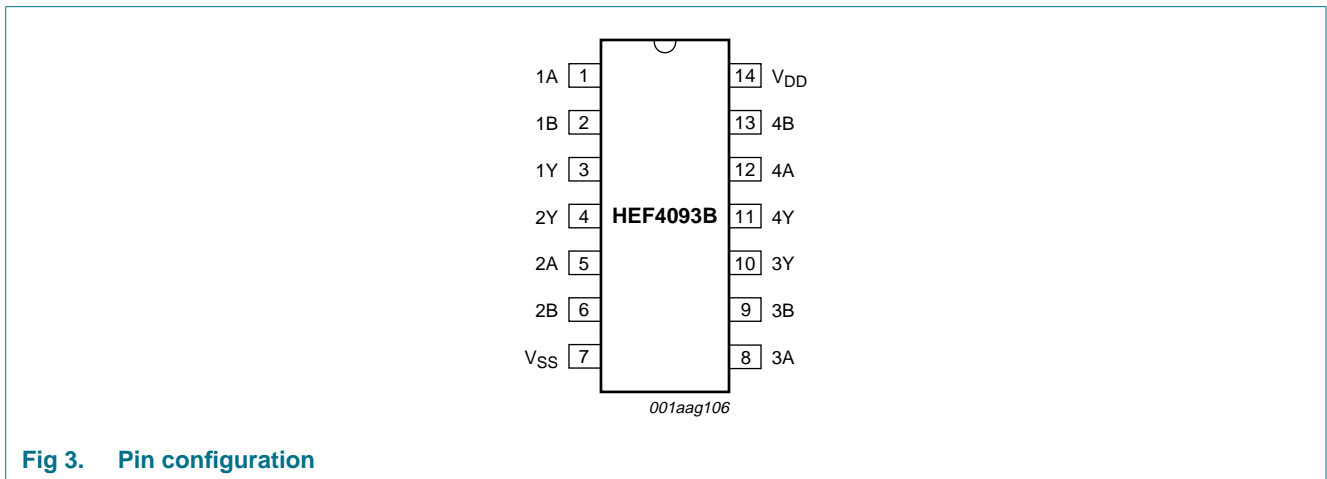 1A 1 14 VDD
1B 2 13 4B
1Y 3 12 4A
2Y 4 HEF4093B 11 4Y
2A 5 10 3Y
2B 6 9 3B
VSS 7 8 3A
001aag106
Fig 3. Pin configuration